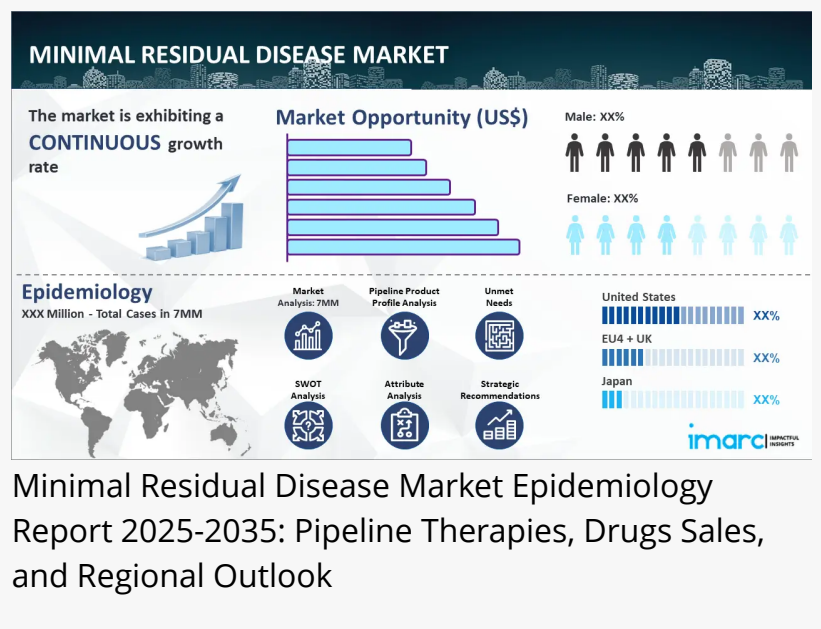 MINIMAL RESIDUAL DISEASE MARKET
The market is exhibiting a
CONTINUOUS growth
rate
Market Opportunity (US$)
Male: XX%
Female: XX%
Epidemiology
XXX Million - Total Cases in 7MM
Market
Analysis: 7MM
Pipeline Product
Profile Analysis
Unmet
Needs
SWOT
Analysis
Attribute
Analysis
Strategic
Recommendations
United States
XX%
EU4 + UK
XX%
Japan
XX%
imarc
IMPACTFUL
INSIGHTS
Minimal Residual Disease Market Epidemiology
Report 2025-2035: Pipeline Therapies, Drugs Sales,
and Regional Outlook